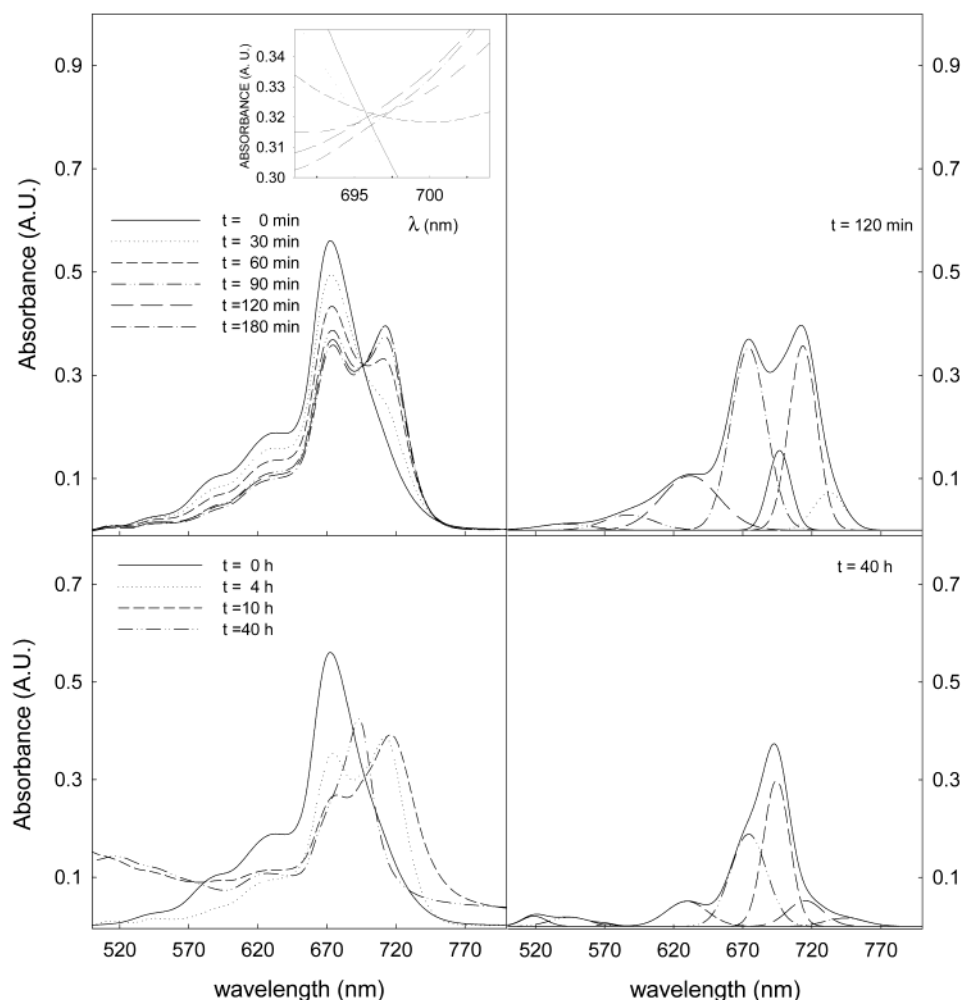 0.9
0.7
0.5
0.3
0.1
Absorbance (A.U.)
0.34
0.33
0.32
0.31
0.30
ABSORBANCE (A. U.)
695
700
λ (nm)
t = 0 min
t = 30 min
t = 60 min
t = 90 min
t =120 min
t =180 min
t = 120 min
0.9
0.7
0.5
0.3
0.1
0.7
0.5
0.3
0.1
Absorbance (A.U.)
t = 0 h
t = 4 h
t =10 h
t =40 h
t = 40 h
0.7
0.5
0.3
0.1
520 570 620 670 720 770
520 570 620 670 720 770
wavelength (nm)
wavelength (nm)